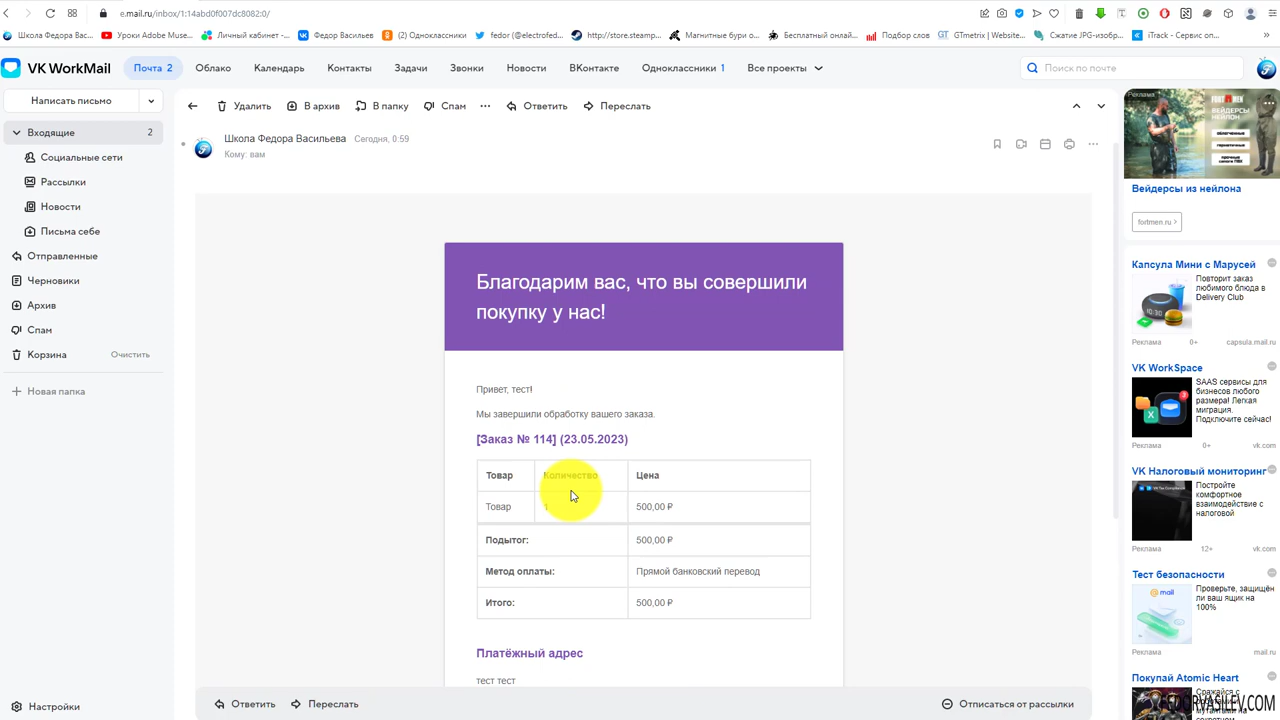 e.mail.ru/inbox/1:14abd0f007dc8082:0/
Школа Федора Вас...
Уроки Adobe Muse...
Личный кабинет -...
Федор Васильев
(2) Одноклассники
fedor (@electrofed...
http://store.steamp...
Магнитные бури о...
Бесплатный онлай...
Подбор слов
GTmetrix | Website...
Сжатие JPG-изобр...
iTrack - Сервис оп...
VK WorkMail
Почта 2
Облако
Календарь
Контакты
Задачи
Звонки
Новости
ВКонтакте
Одноклассники 1
Все проекты
Поиск по почте
Написать письмо
Удалить
В архив
В папку
Спам
Ответить
Переслать
Входящие 2
Социальные сети
Рассылки
Новости
Письма себе
Отправленные
Черновики
Архив
Спам
Корзина Очистить
Новая папка
Настройки
Школа Федора Васильева Сегодня, 0:59
Кому: вам
Благодарим вас, что вы совершили
покупку у нас!
Привет, тест!
Мы завершили обработку вашего заказа.
[Заказ № 114] (23.05.2023)
Товар Количество Цена
Товар 1 500,00 ₽
Подытог: 500,00 ₽
Метод оплаты: Прямой банковский перевод
Итого: 500,00 ₽
Платёжный адрес
тест тест
Ответить
Переслать
Отписаться от рассылки
Реклама
FORTMEN
ВЕЙДЕРСЫ
НЕЙЛОН
Вейдерсы из нейлона
fortmen.ru >
Капсула Мини с Марусей
Повторит заказ
любимого блюда в
Delivery Club
Реклама 0+ capsula.mail.ru
VK WorkSpace
SAAS сервисы для
бизнесов любого
размера! Легкая
миграция.
Подключите сейчас!
Реклама 0+ vk.com
VK Налоговый мониторинг
Постройте
комфортное
взаимодействие с
налоговой
Реклама 12+ vk.com
Тест безопасности
@mail
Проверьте, защищён
ли ваш ящик на
100%
Реклама mail.ru
Покупай Atomic Heart
Сражайся с
FEDORVASILEV.COM